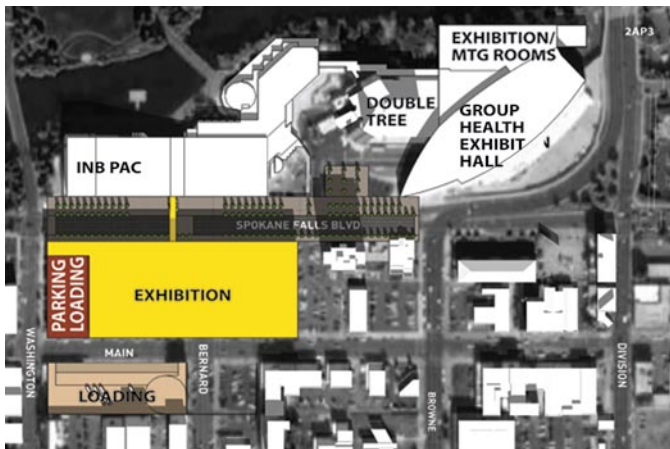 EXHIBITION/
MTG ROOMS
2AP3
DOUBLE
TREE
GROUP
HEALTH
EXHIBIT
HALL
INB PAC
SPOKANE FALLS BLVD
PARKING
LOADING
EXHIBITION
WASHINGTON
MAIN
BERNARD
LOADING
BROWNE
DIVISION